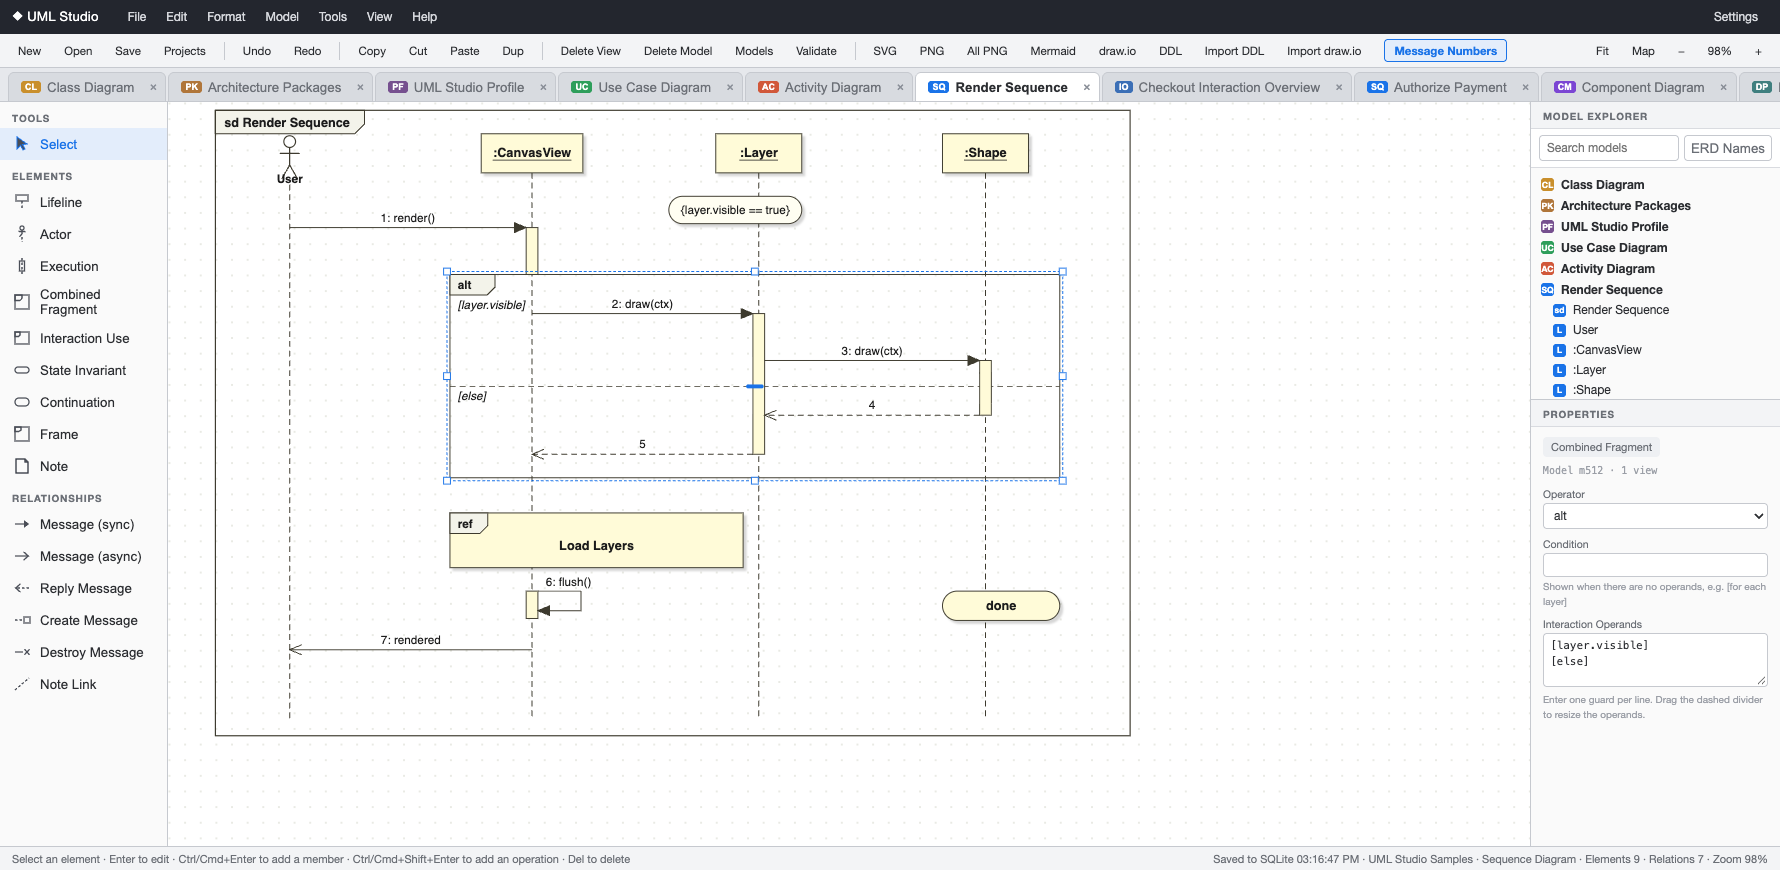 ❖ UML Studio File Edit Format Model Tools View Help Settings
New Open Save Projects Undo Redo Copy Cut Paste Dup Delete View Delete Model Models Validate SVG PNG All PNG Mermaid draw.io DDL Import DDL Import draw.io Message Numbers Fit Map − 98% +
CL Class Diagram × PK Architecture Packages × PF UML Studio Profile × UC Use Case Diagram × AC Activity Diagram × SQ Render Sequence × IO Checkout Interaction Overview × SQ Authorize Payment × CM Component Diagram × DP
TOOLS
Select
ELEMENTS
Lifeline
Actor
Execution
Combined
Fragment
Interaction Use
State Invariant
Continuation
Frame
Note
RELATIONSHIPS
Message (sync)
Message (async)
Reply Message
Create Message
Destroy Message
Note Link
sd Render Sequence
User
:CanvasView
:Layer
:Shape
{layer.visible == true}
1: render()
alt
[layer.visible]
2: draw(ctx)
3: draw(ctx)
[else]
4
5
ref
Load Layers
6: flush()
done
7: rendered
MODEL EXPLORER
Search models ERD Names
CL Class Diagram
PK Architecture Packages
PF UML Studio Profile
UC Use Case Diagram
AC Activity Diagram
SQ Render Sequence
sd Render Sequence
L User
L :CanvasView
L :Layer
L :Shape
PROPERTIES
Combined Fragment
Model m512 · 1 view
Operator
alt
Condition
Shown when there are no operands, e.g. [for each
layer]
Interaction Operands
[layer.visible]
[else]
Enter one guard per line. Drag the dashed divider
to resize the operands.
Select an element · Enter to edit · Ctrl/Cmd+Enter to add a member · Ctrl/Cmd+Shift+Enter to add an operation · Del to delete
Saved to SQLite 03:16:47 PM · UML Studio Samples · Sequence Diagram · Elements 9 · Relations 7 · Zoom 98%